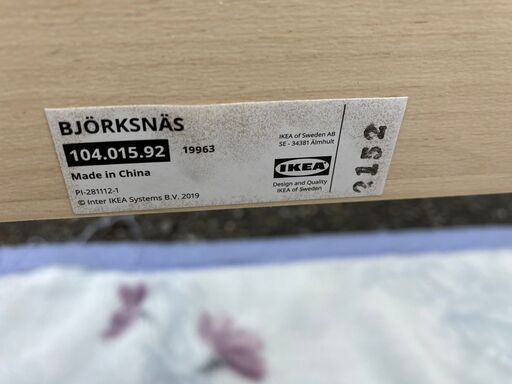 BJÖRKSNÄS
104.015.92 19963
Made in China
PI-281112-1
© Inter IKEA Systems B.V. 2019
IKEA of Sweden AB
SE - 34381 Älmhult
IKEA
Design and Quality
IKEA of Sweden
2152